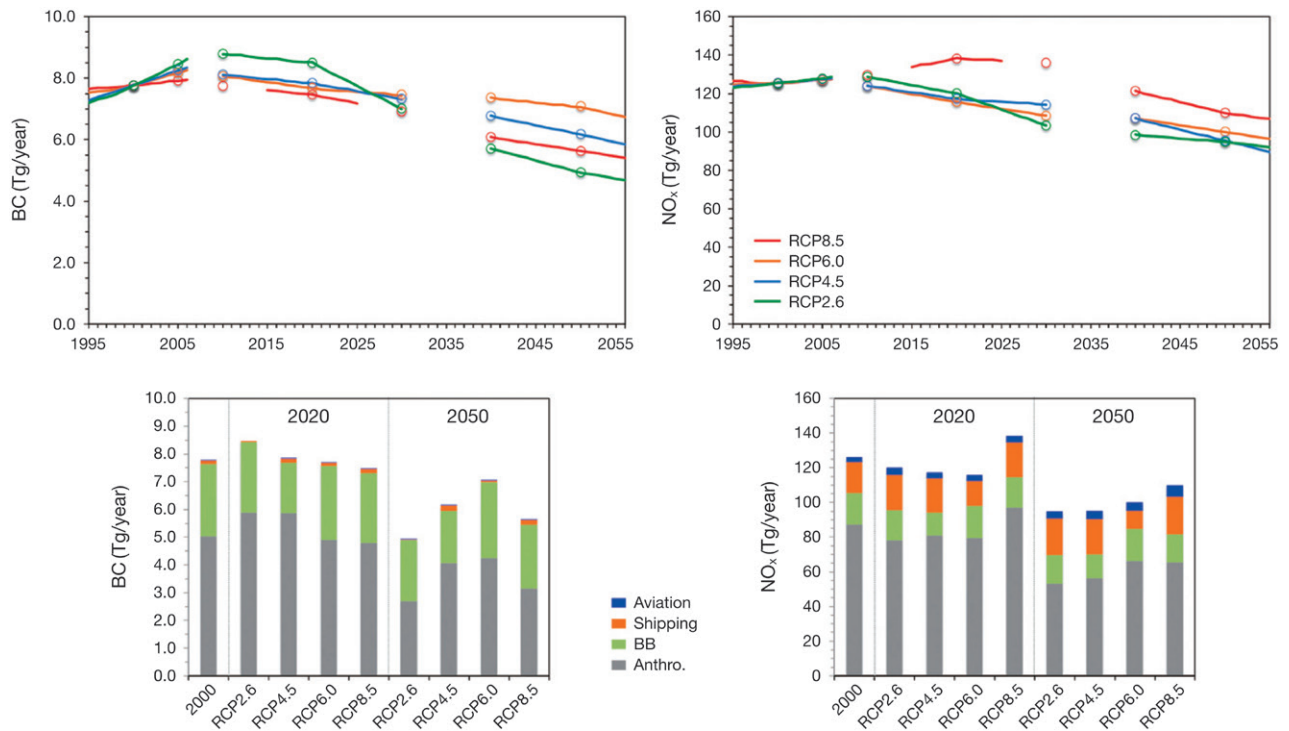 BC (Tg/year)
10.0
8.0
6.0
4.0
2.0
0.0
1995 2005 2015 2025 2035 2045 2055
NOx (Tg/year)
160
140
120
100
80
60
40
20
0
RCP8.5
RCP6.0
RCP4.5
RCP2.6
1995 2005 2015 2025 2035 2045 2055
BC (Tg/year)
10.0
9.0
8.0
7.0
6.0
5.0
4.0
3.0
2.0
1.0
0.0
2020 2050
2000 RCP2.6 RCP4.5 RCP6.0 RCP8.5 RCP2.6 RCP4.5 RCP6.0 RCP8.5
Aviation
Shipping
BB
Anthro.
NOx (Tg/year)
160
140
120
100
80
60
40
20
0
2020 2050
2000 RCP2.6 RCP4.5 RCP6.0 RCP8.5 RCP2.6 RCP4.5 RCP6.0 RCP8.5